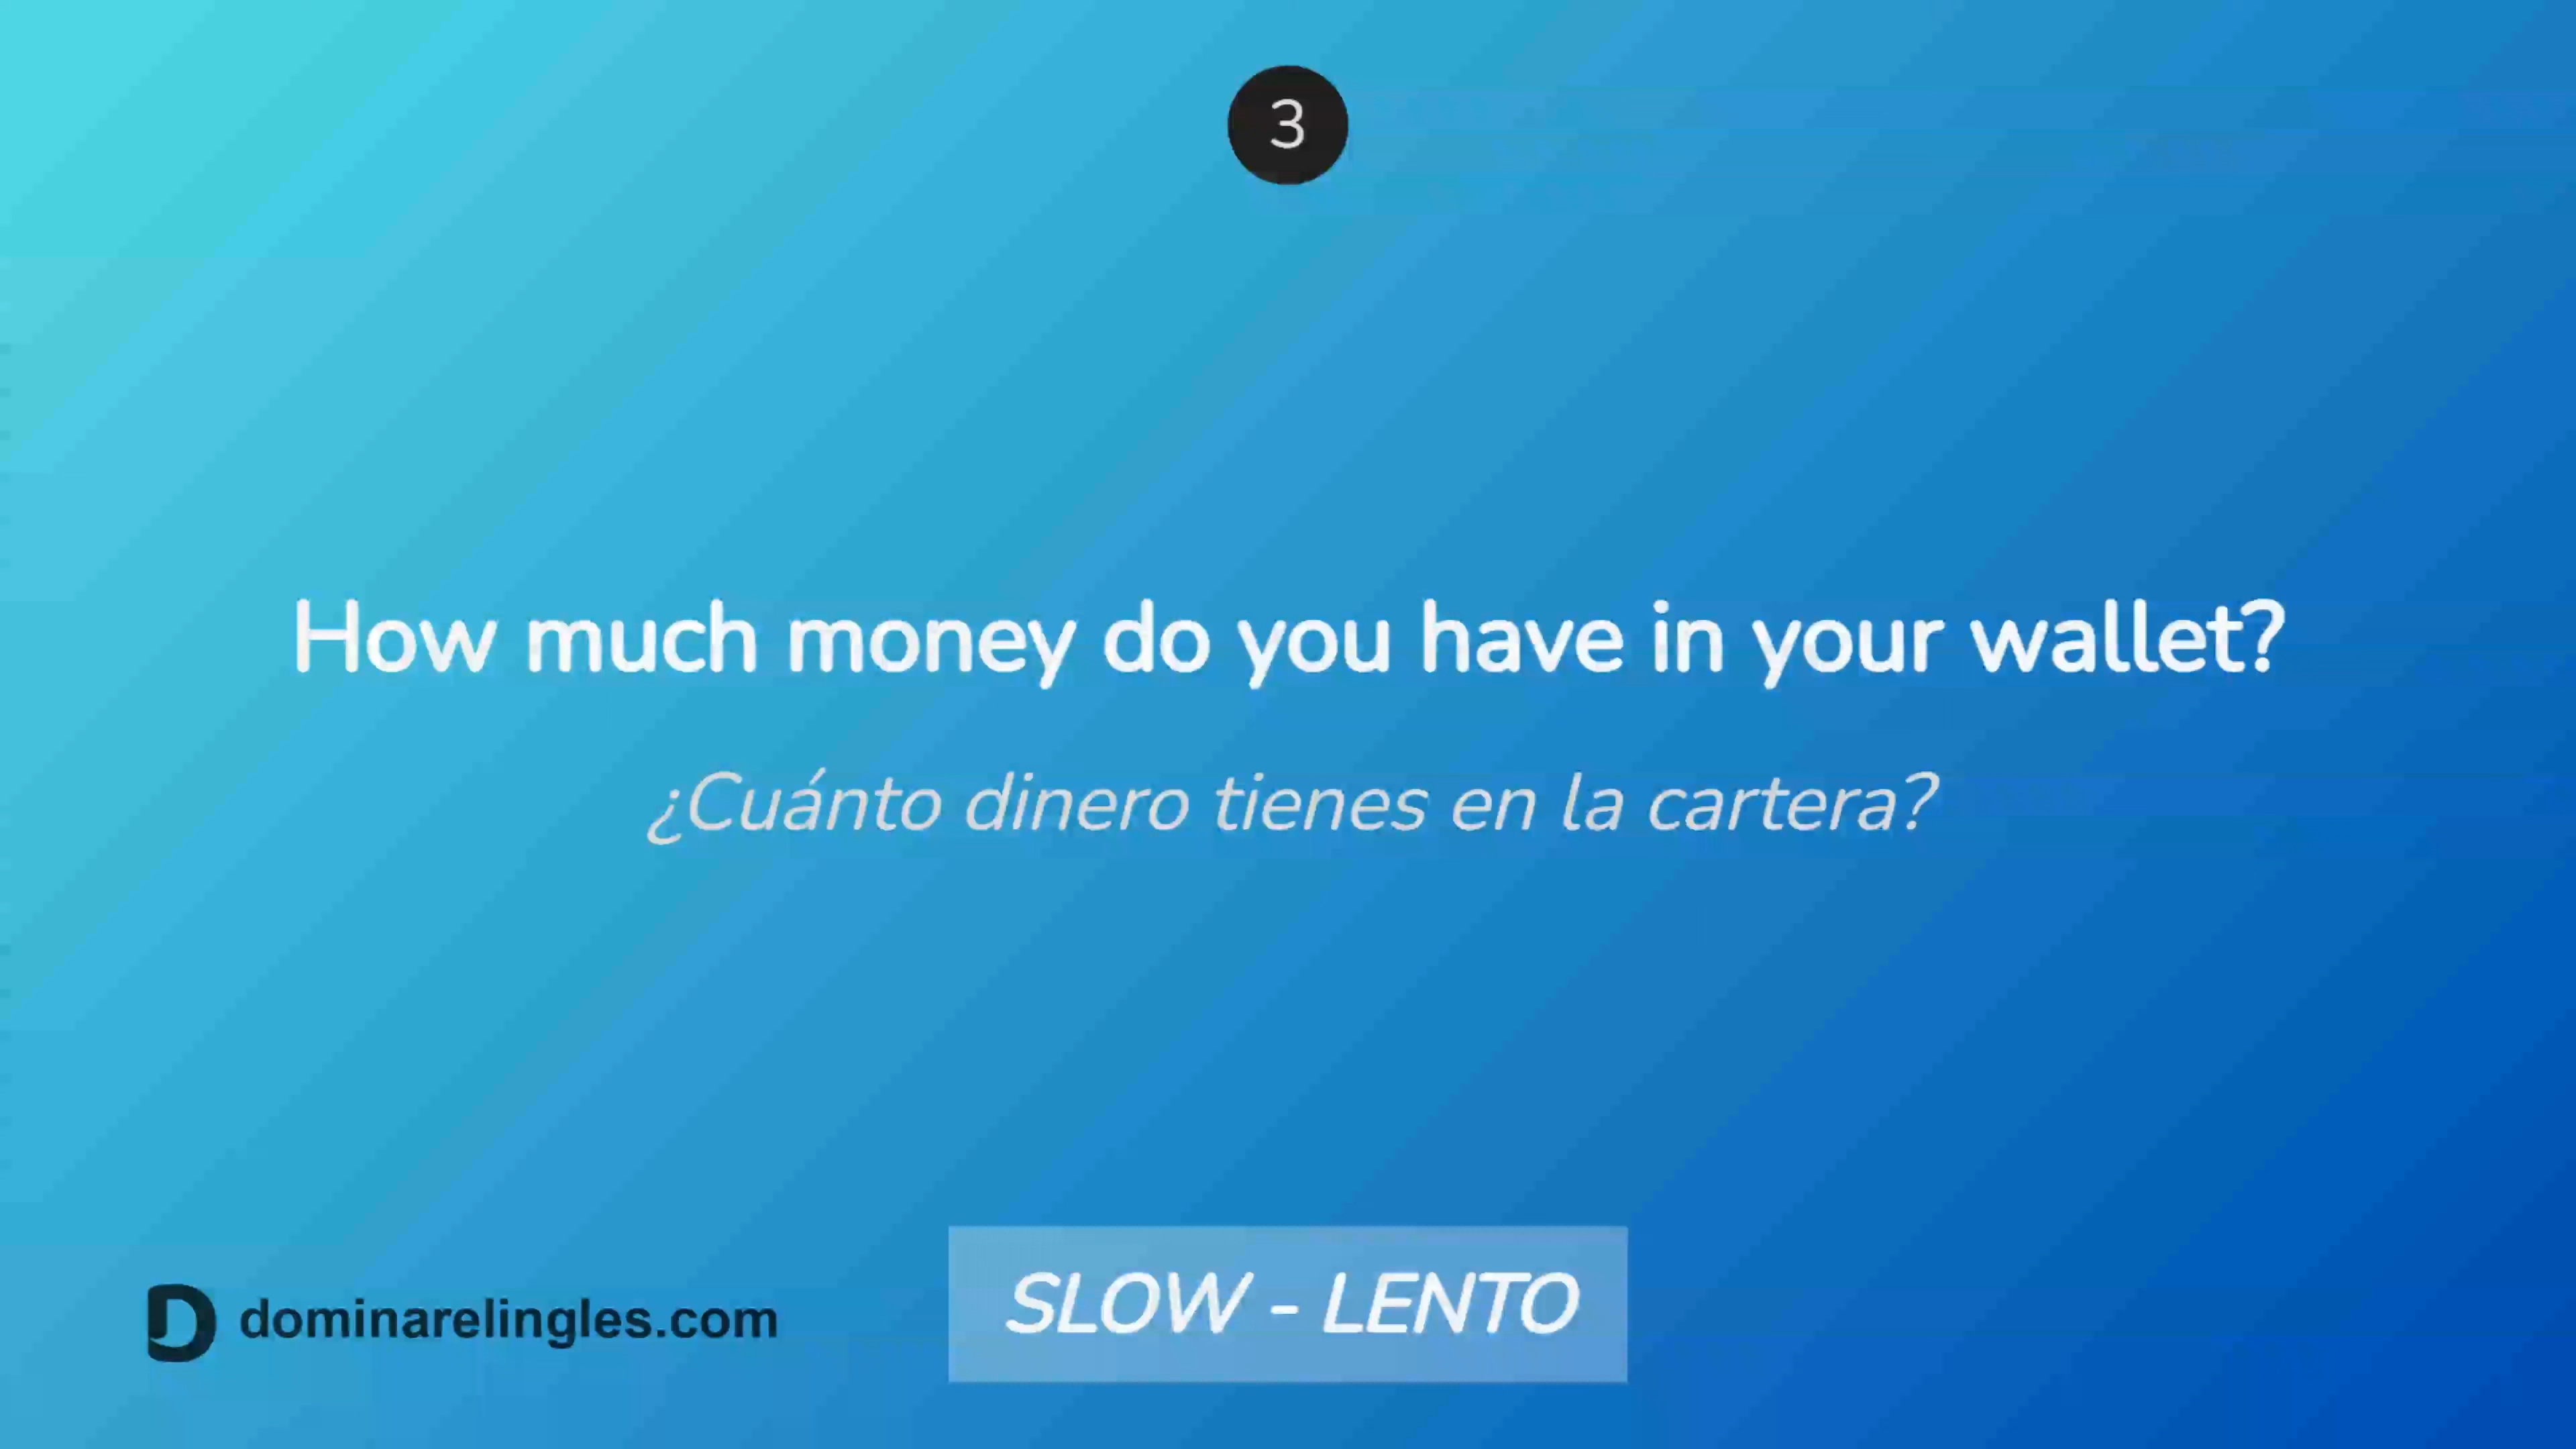 3
How much money do you have in your wallet?
¿Cuánto dinero tienes en la cartera?
SLOW - LENTO
D dominarelingles.com